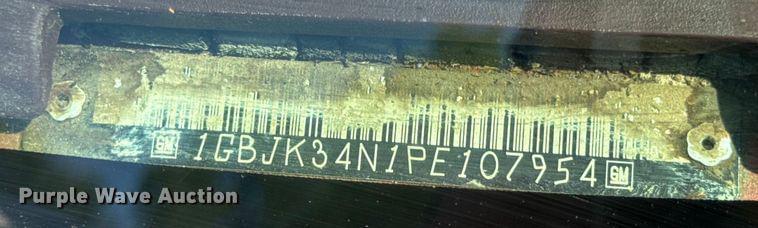 GM 1GBJK34N1PE107954 GM
Purple Wave Auction